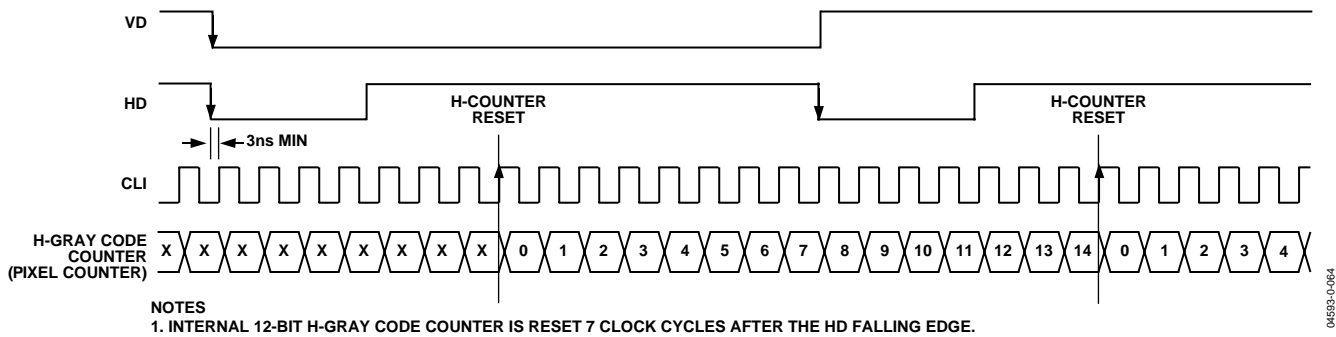 VD
HD
H-COUNTER
RESET
H-COUNTER
RESET
3ns MIN
CLI
H-GRAY CODE
COUNTER
(PIXEL COUNTER)
X X X X X X X X X 0 1 2 3 4 5 6 7 8 9 10 11 12 13 14 0 1 2 3 4
NOTES
1. INTERNAL 12-BIT H-GRAY CODE COUNTER IS RESET 7 CLOCK CYCLES AFTER THE HD FALLING EDGE.
04593-0-064